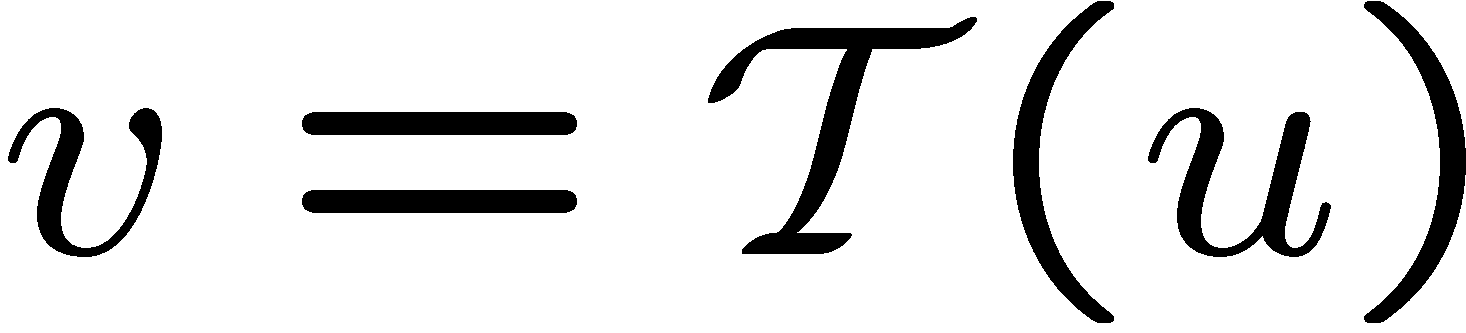 v = 𝒯(u)